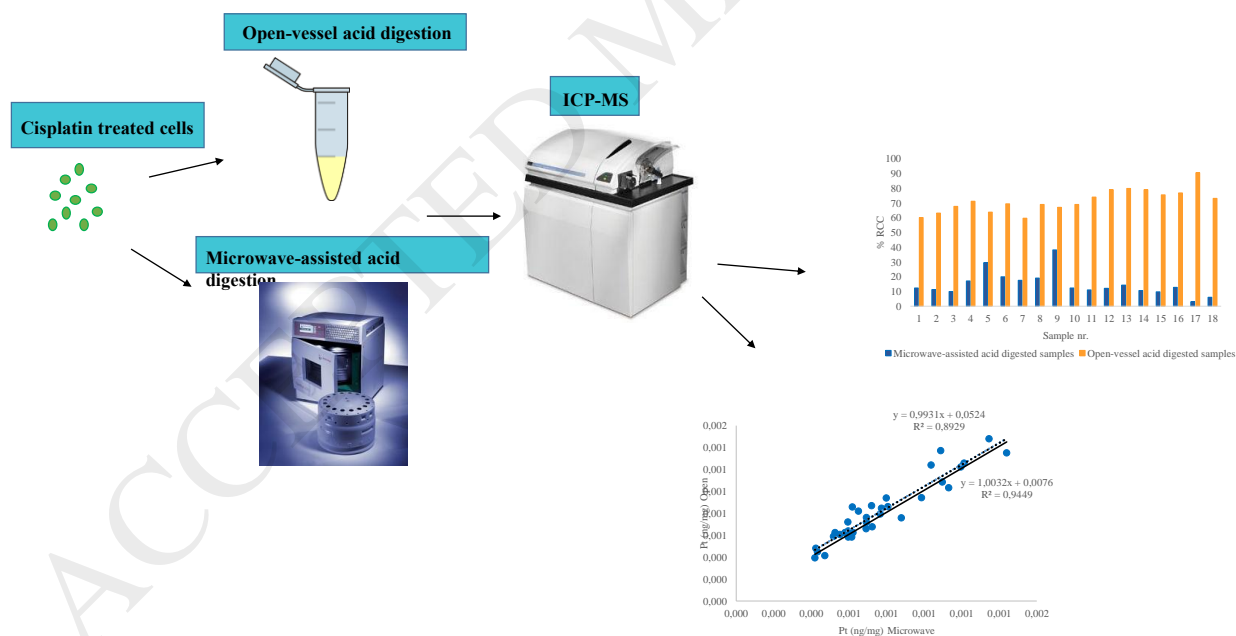 Open-vessel acid digestion
ICP-MS
Cisplatin treated cells
Microwave-assisted acid
digestion
100
90
80
70
60
50
40
30
20
10
0
% RCC
1 2 3 4 5 6 7 8 9 10 11 12 13 14 15 16 17 18
Sample nr.
Microwave-assisted acid digested samples Open-vessel acid digested samples
y = 0,9931x + 0,0524
R² = 0,8929
y = 1,0032x + 0,0076
R² = 0,9449
0,002
0,001
0,001
0,001
0,001
0,001
0,000
0,000
0,000
Pt (ng/mg) Open
0,000 0,000 0,000 0,001 0,001 0,001 0,001 0,001 0,002
Pt (ng/mg) Microwave
ACCEPTED M